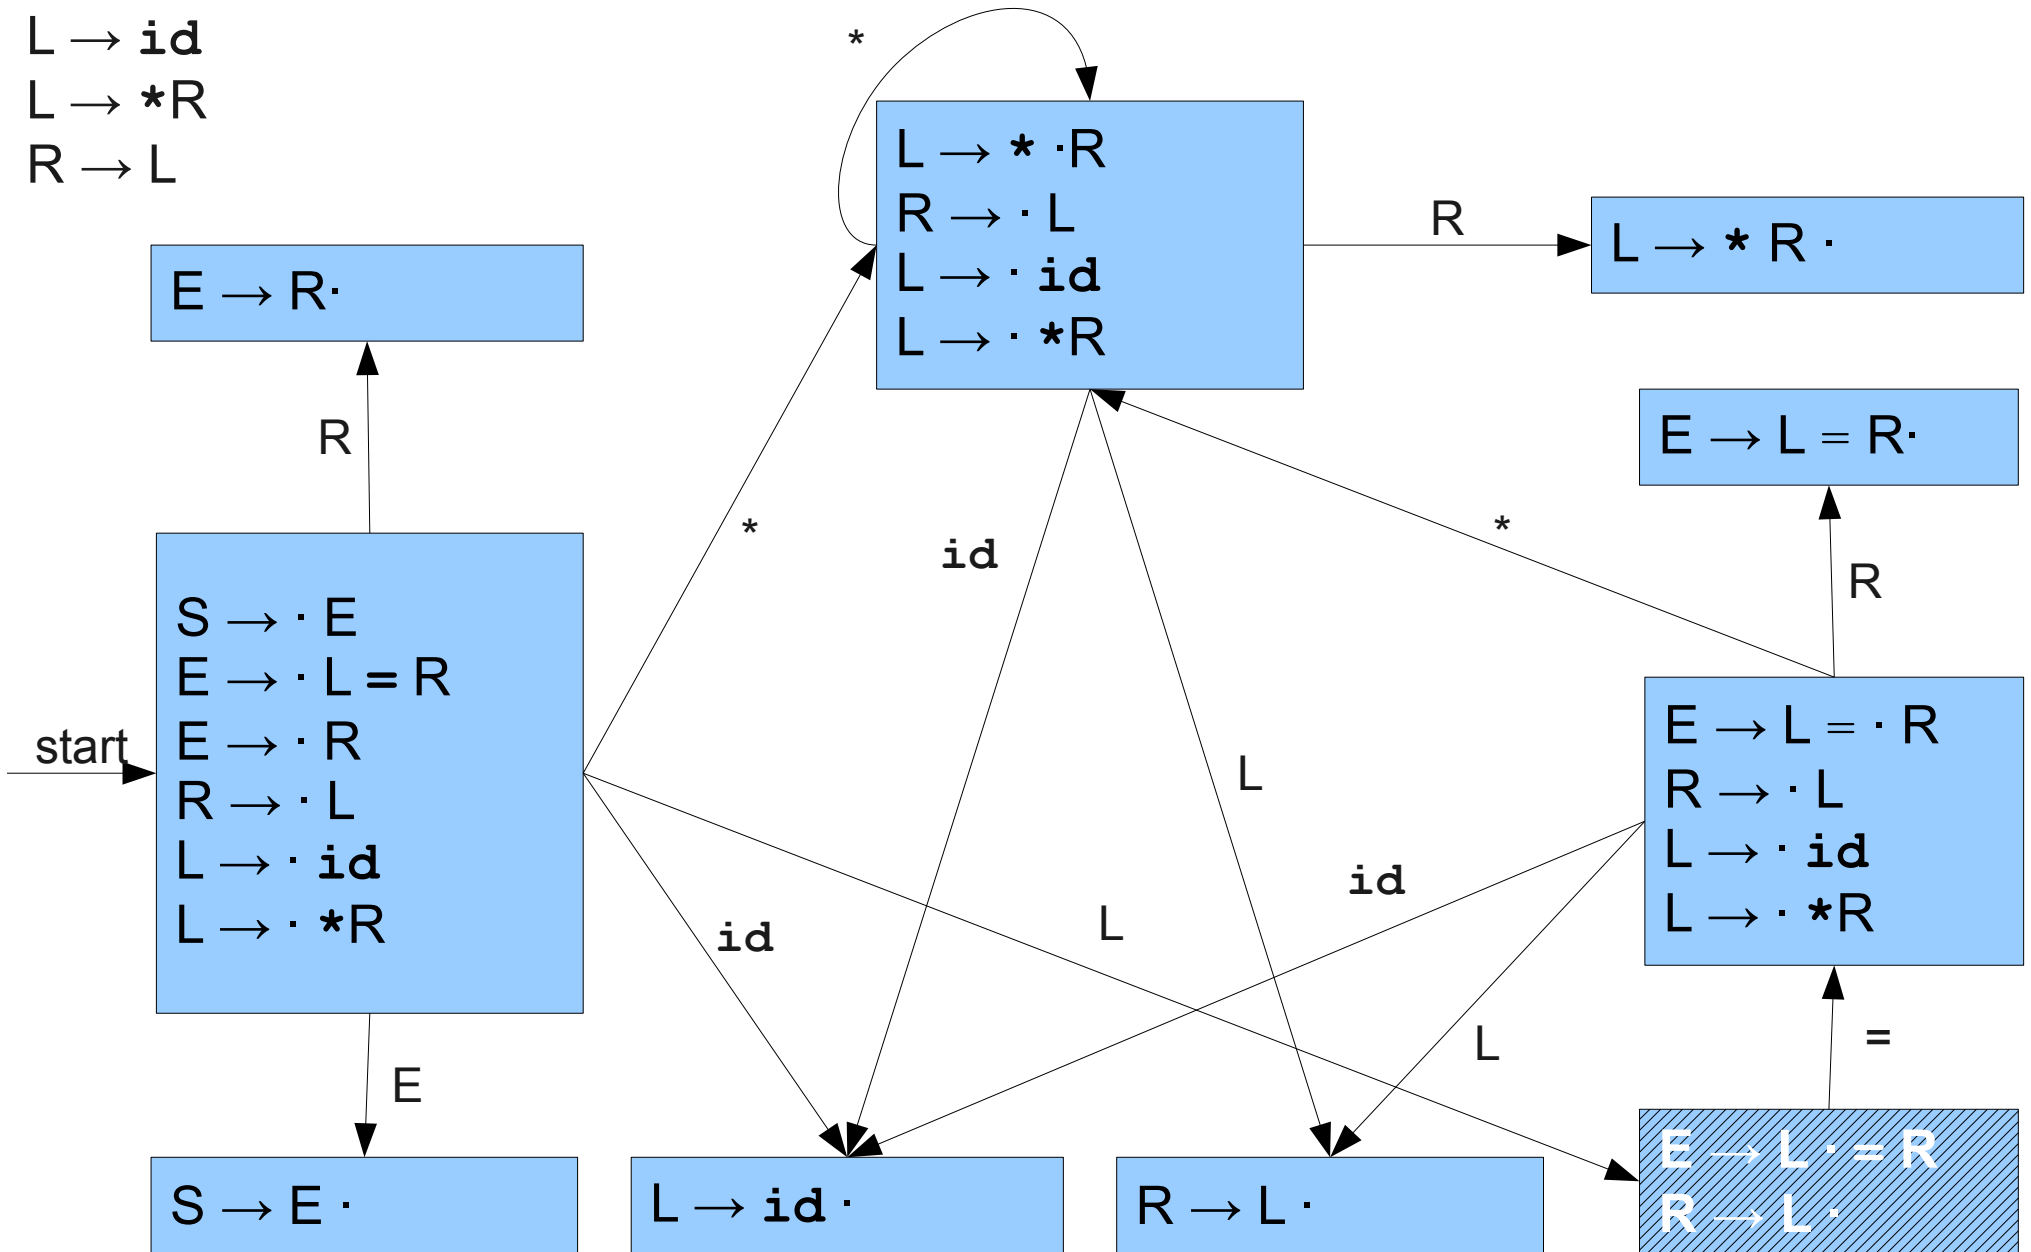 L → id
L → *R
R → L
*
L → * ·R
R → · L
L → · id
L → · *R
R
L → * R ·
E → R·
R
E → L = R·
*
id
*
R
S → · E
E → · L = R
E → · R
R → · L
L → · id
L → · *R
start
L
E → L = · R
R → · L
L → · id
L → · *R
id
L
id
L
=
E
E → L · = R
R → L ·
S → E ·
L → id ·
R → L ·